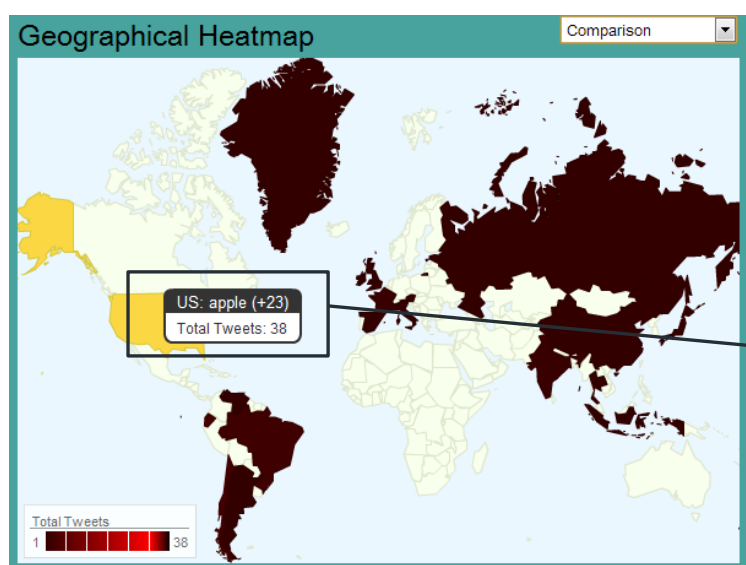 Geographical Heatmap
Comparison
US: apple (+23)
Total Tweets: 38
Total Tweets
1 38